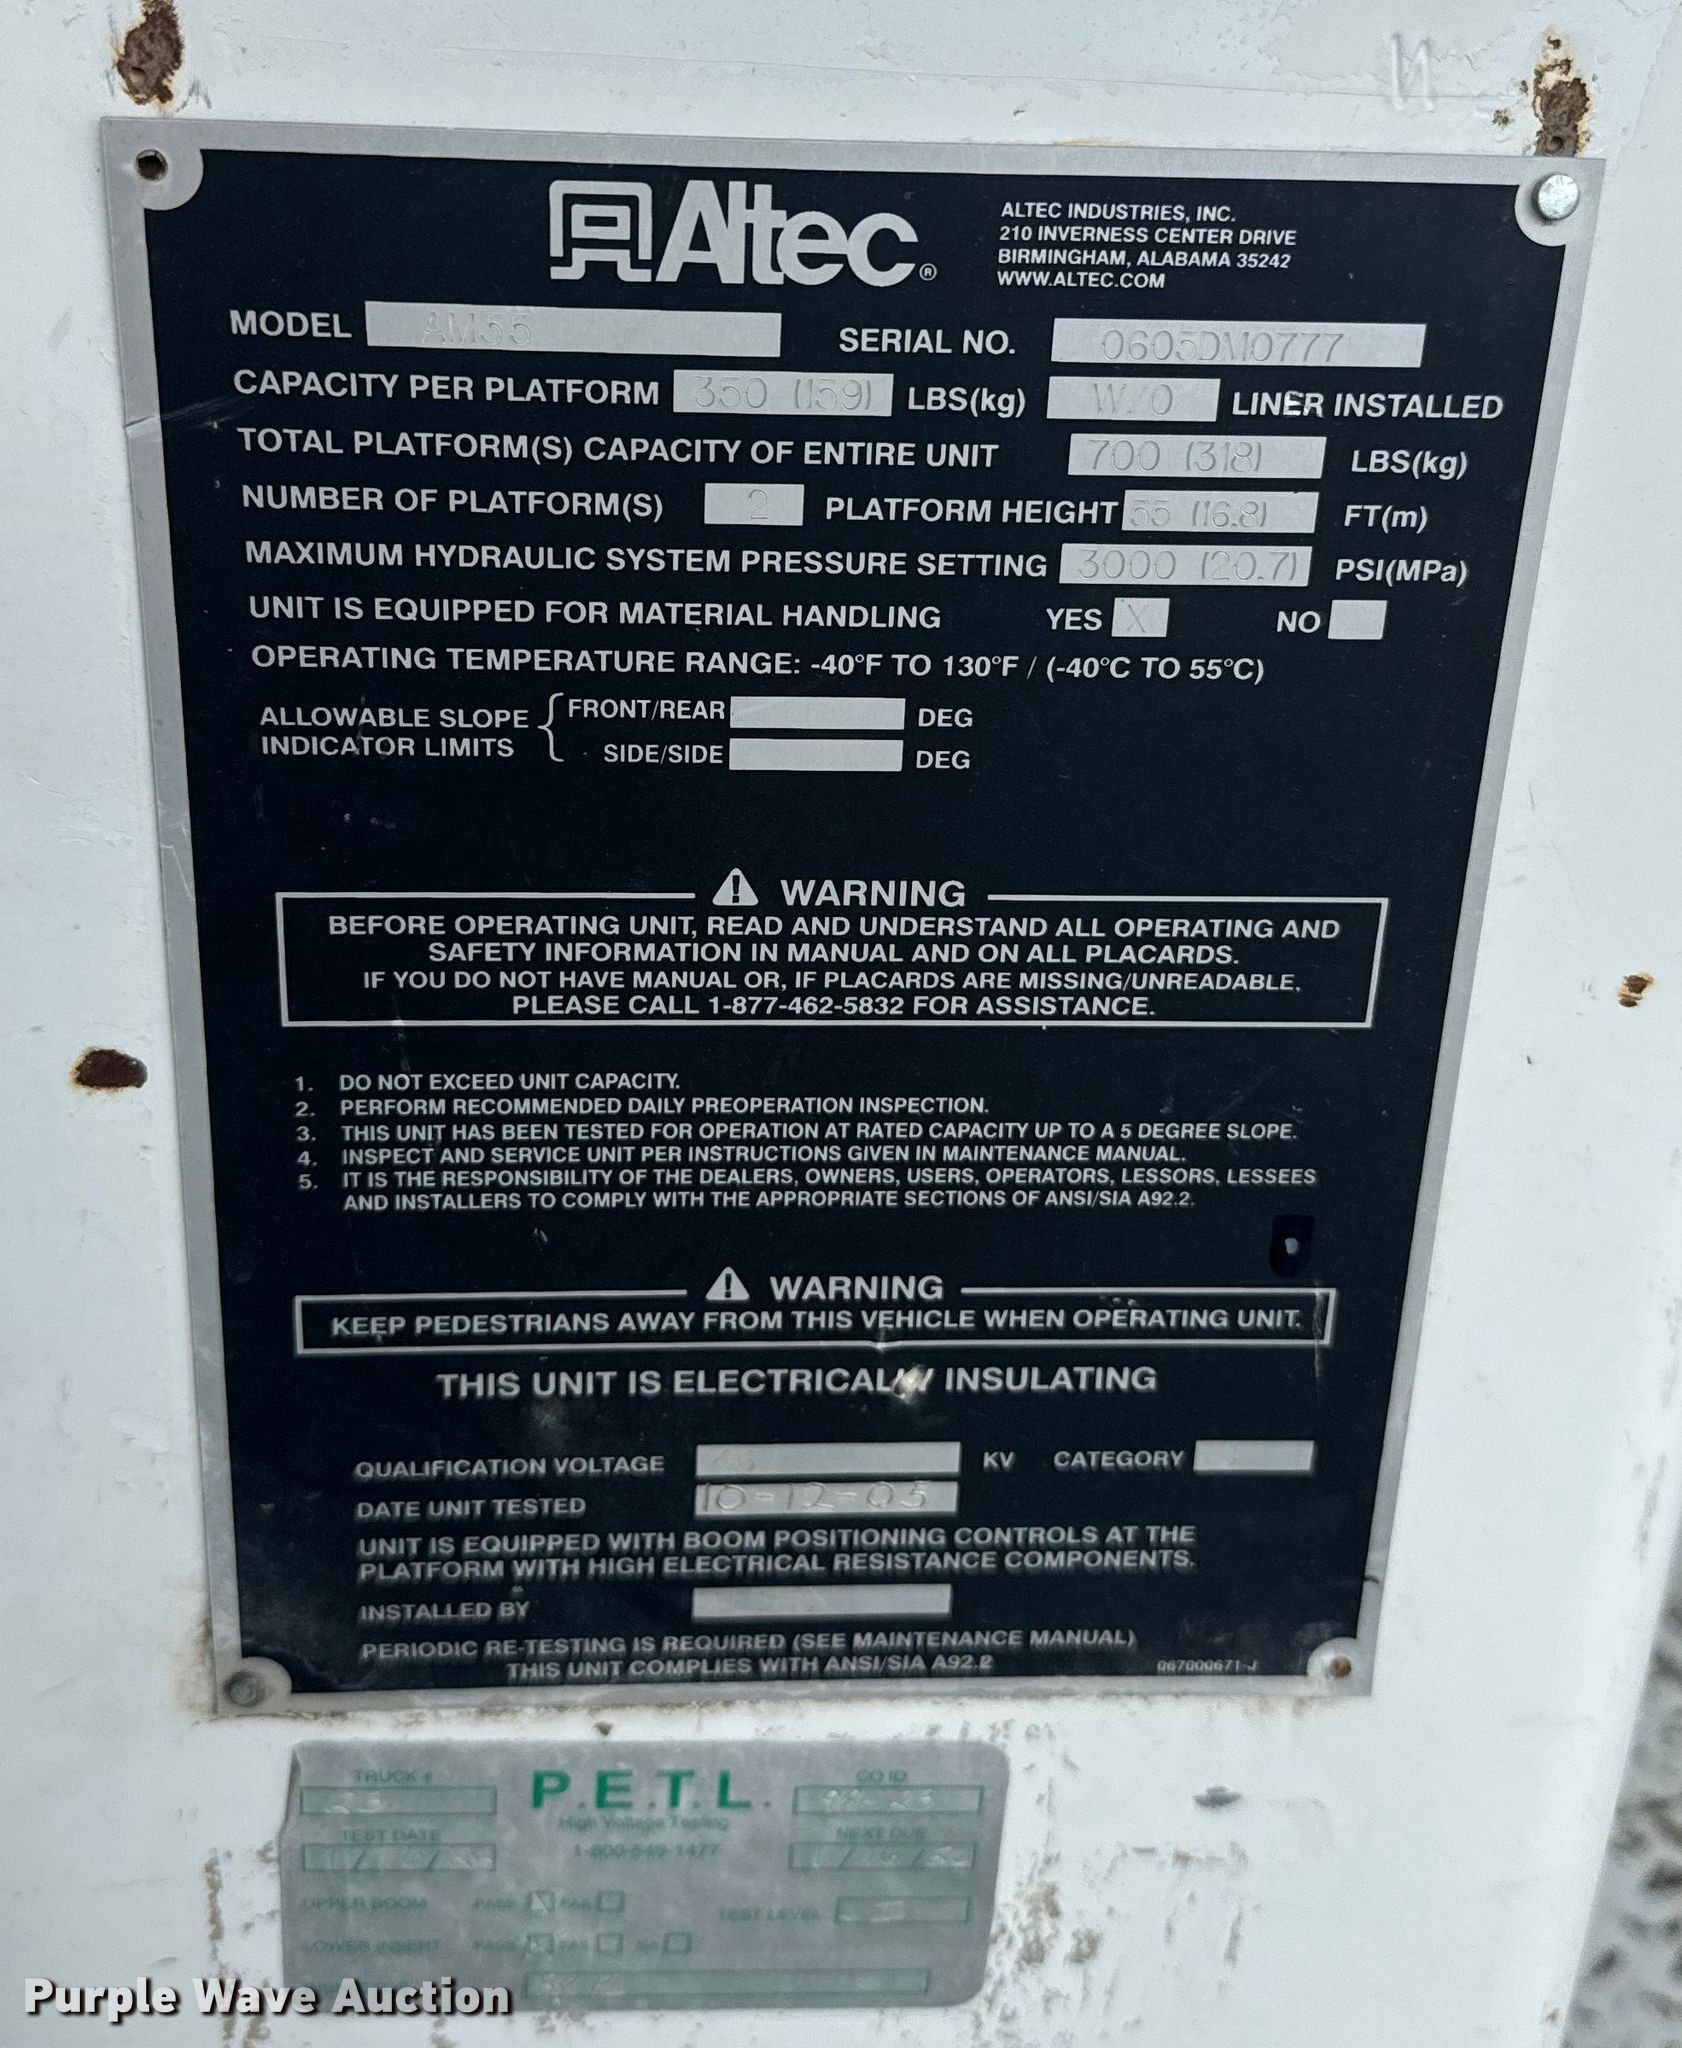 Altec®
ALTEC INDUSTRIES, INC.
210 INVERNESS CENTER DRIVE
BIRMINGHAM, ALABAMA 35242
WWW.ALTEC.COM
MODEL AM55 SERIAL NO. 0605DM0777
CAPACITY PER PLATFORM 350 (159) LBS(kg) W/O LINER INSTALLED
TOTAL PLATFORM(S) CAPACITY OF ENTIRE UNIT 700 (318) LBS(kg)
NUMBER OF PLATFORM(S) 2 PLATFORM HEIGHT 55 (16.8) FT(m)
MAXIMUM HYDRAULIC SYSTEM PRESSURE SETTING 3000 (20.7) PSI(MPa)
UNIT IS EQUIPPED FOR MATERIAL HANDLING YES X NO
OPERATING TEMPERATURE RANGE: -40°F TO 130°F / (-40°C TO 55°C)
ALLOWABLE SLOPE INDICATOR LIMITS
FRONT/REAR DEG
SIDE/SIDE DEG
WARNING
BEFORE OPERATING UNIT, READ AND UNDERSTAND ALL OPERATING AND
SAFETY INFORMATION IN MANUAL AND ON ALL PLACARDS.
IF YOU DO NOT HAVE MANUAL OR, IF PLACARDS ARE MISSING/UNREADABLE,
PLEASE CALL 1-877-462-5832 FOR ASSISTANCE.
1. DO NOT EXCEED UNIT CAPACITY.
2. PERFORM RECOMMENDED DAILY PREOPERATION INSPECTION.
3. THIS UNIT HAS BEEN TESTED FOR OPERATION AT RATED CAPACITY UP TO A 5 DEGREE SLOPE.
4. INSPECT AND SERVICE UNIT PER INSTRUCTIONS GIVEN IN MAINTENANCE MANUAL.
5. IT IS THE RESPONSIBILITY OF THE DEALERS, OWNERS, USERS, OPERATORS, LESSORS, LESSEES
AND INSTALLERS TO COMPLY WITH THE APPROPRIATE SECTIONS OF ANSI/SIA A92.2.
WARNING
KEEP PEDESTRIANS AWAY FROM THIS VEHICLE WHEN OPERATING UNIT.
THIS UNIT IS ELECTRICALLY INSULATING
QUALIFICATION VOLTAGE 46 KV CATEGORY
DATE UNIT TESTED 10-12-05
UNIT IS EQUIPPED WITH BOOM POSITIONING CONTROLS AT THE
PLATFORM WITH HIGH ELECTRICAL RESISTANCE COMPONENTS.
INSTALLED BY
PERIODIC RE-TESTING IS REQUIRED (SEE MAINTENANCE MANUAL)
THIS UNIT COMPLIES WITH ANSI/SIA A92.2
067000671-J
TRUCK # P.E.T.L. CO ID
High Voltage Testing
TEST DATE 1-800-549-1477 NEXT DUE
UPPER BOOM PASS FAIL TEST LEVEL
LOWER INSERT PASS FAIL NA
Purple Wave Auction